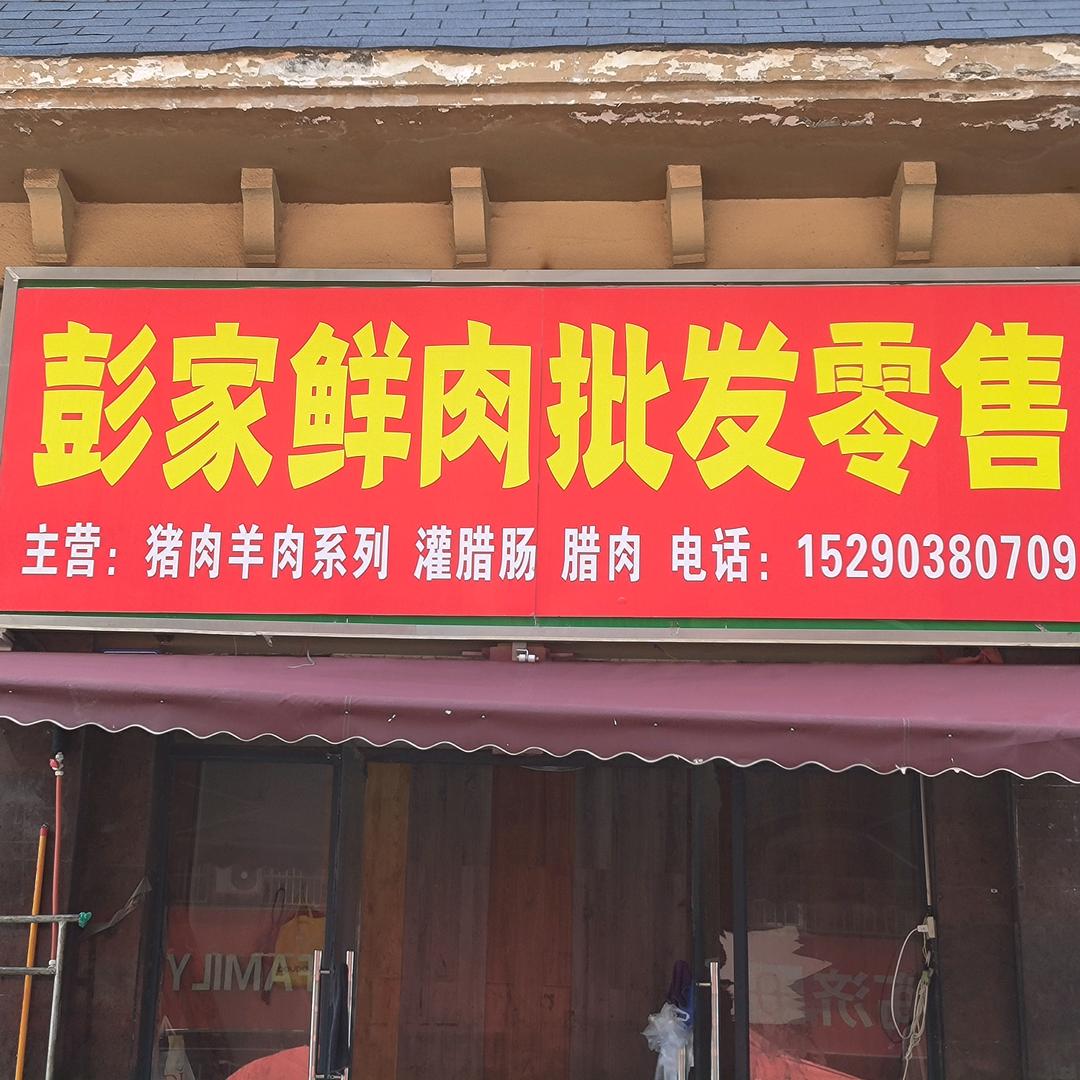 彭家鲜肉批发零售
主营：猪肉羊肉系列 灌腊肠 腊肉 电话：15290380709
FAMILY